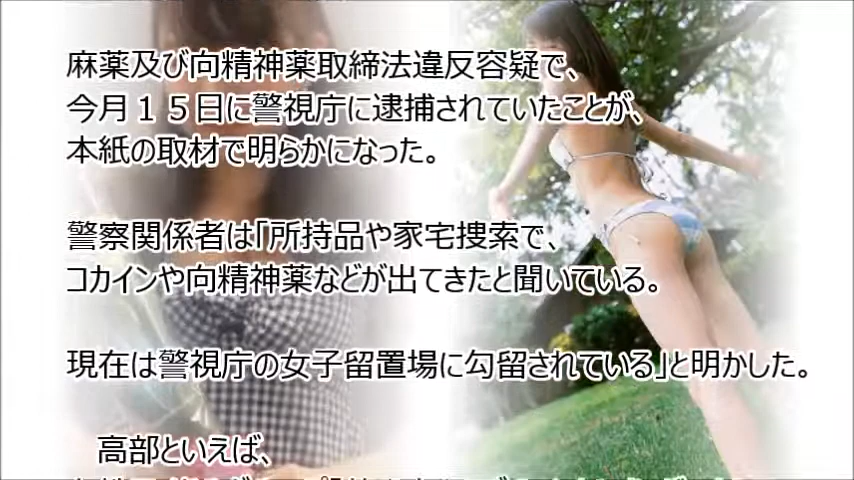 麻薬及び向精神薬取締法違反容疑で、
今月１５日に警視庁に逮捕されていたことが、
本紙の取材で明らかになった。
警察関係者は「所持品や家宅捜索で、
コカインや向精神薬などが出てきたと聞いている。
現在は警視庁の女子留置場に勾留されている」と明かした。
高部といえば、